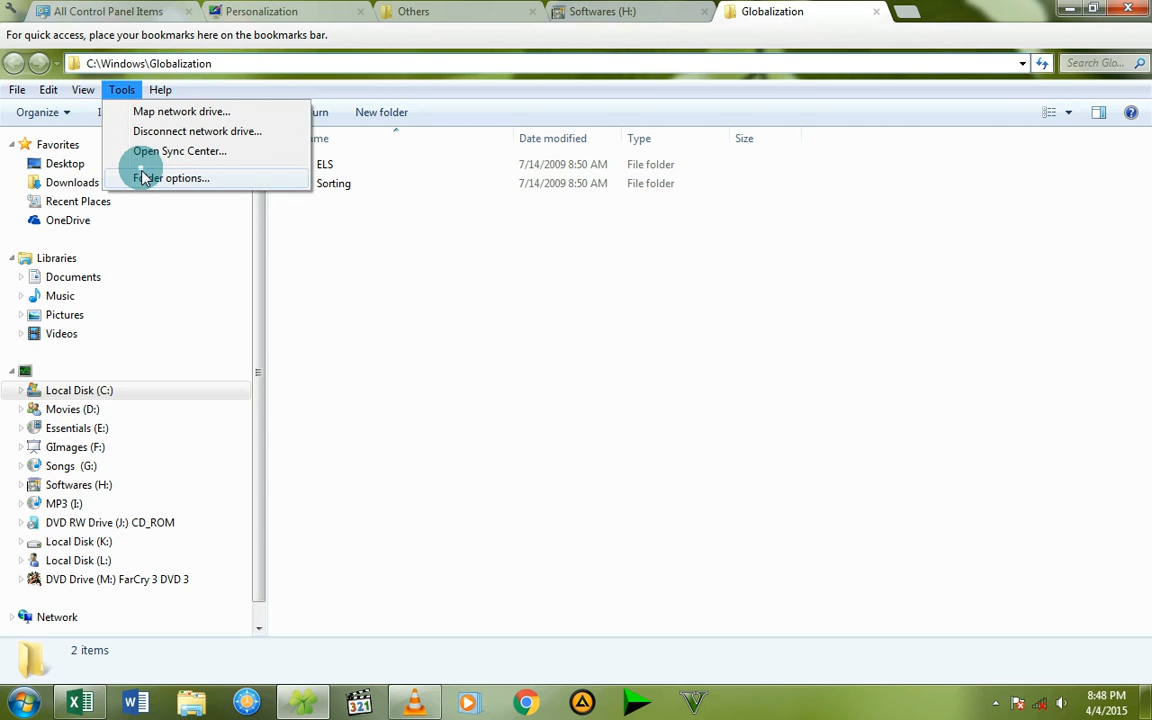 All Control Panel Items Personalization Others Softwares (H:) Globalization
For quick access, place your bookmarks here on the bookmarks bar.
C:\Windows\Globalization Search Glo...
File Edit View Tools Help
Organize New folder
Map network drive...
Disconnect network drive...
Open Sync Center...
Folder options...
Date modified Type Size
ELS 7/14/2009 8:50 AM File folder
Sorting 7/14/2009 8:50 AM File folder
Favorites
Desktop
Downloads
Recent Places
OneDrive
Libraries
Documents
Music
Pictures
Videos
Local Disk (C:)
Movies (D:)
Essentials (E:)
GImages (F:)
Songs (G:)
Softwares (H:)
MP3 (I:)
DVD RW Drive (J:) CD_ROM
Local Disk (K:)
Local Disk (L:)
DVD Drive (M:) FarCry 3 DVD 3
Network
2 items
321
8:48 PM
4/4/2015